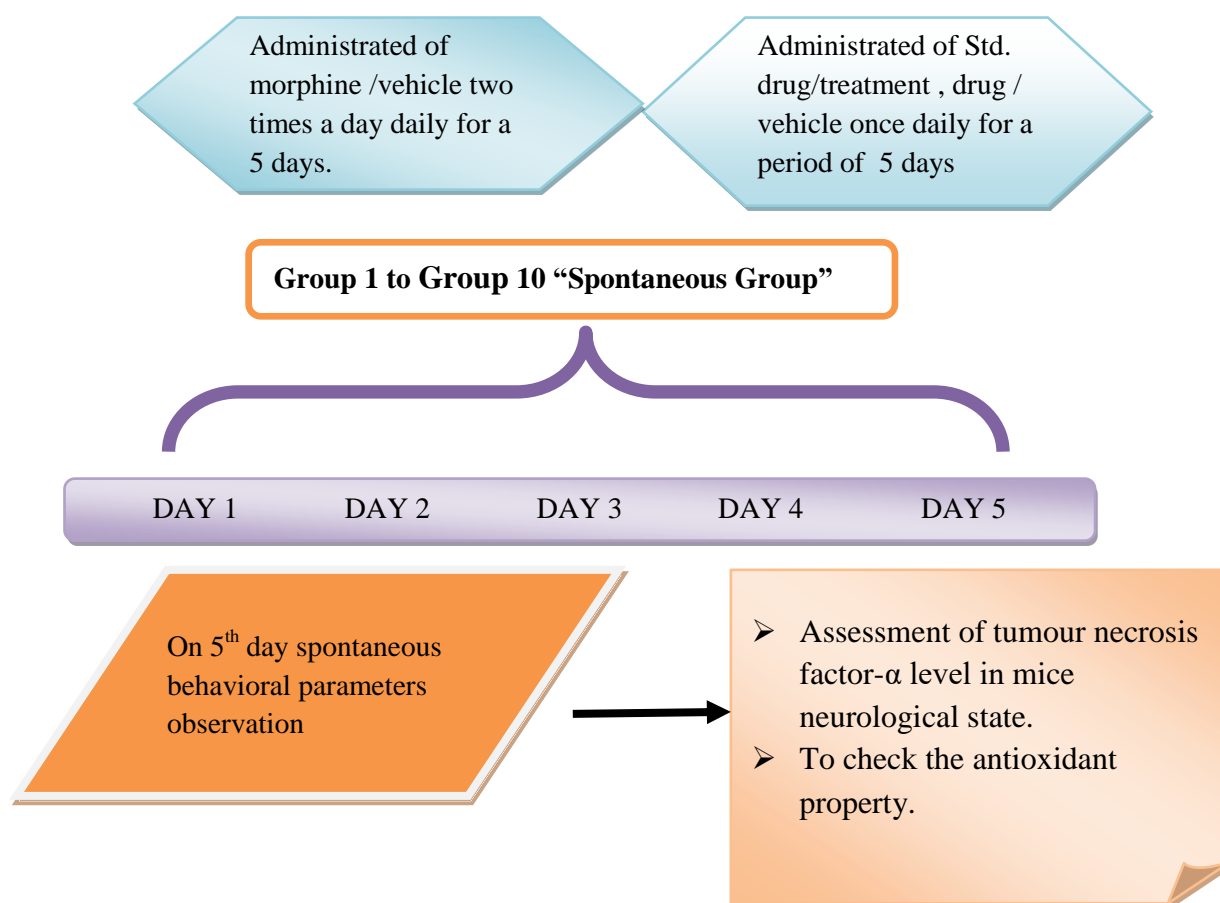 Administrated of
morphine /vehicle two
times a day daily for a
5 days.
Administrated of Std.
drug/treatment , drug /
vehicle once daily for a
period of 5 days
Group 1 to Group 10 “Spontaneous Group”
DAY 1 DAY 2 DAY 3 DAY 4 DAY 5
On 5th day spontaneous
behavioral parameters
observation
➢ Assessment of tumour necrosis
factor-α level in mice
neurological state.
➢ To check the antioxidant
property.